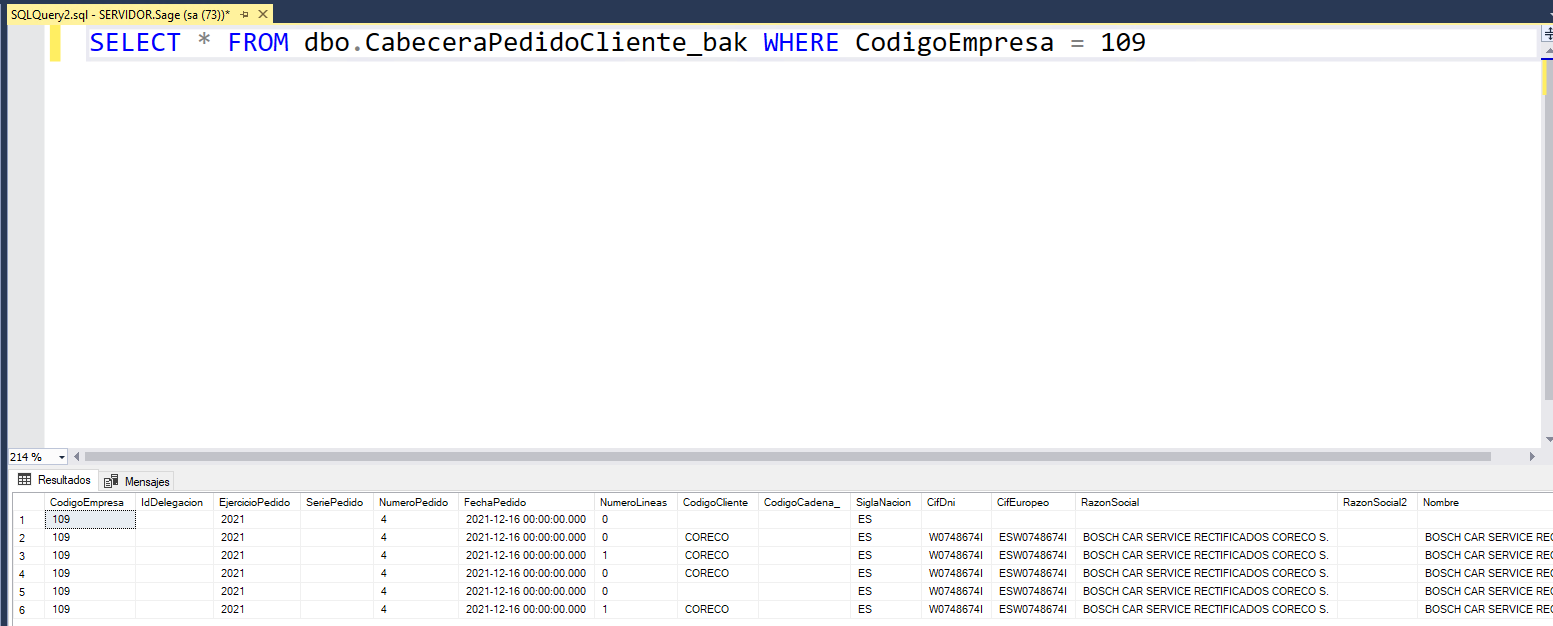 SQLQuery2.sql - SERVIDOR.Sage (sa (73))*
SELECT * FROM dbo.CabeceraPedidoCliente_bak WHERE CodigoEmpresa = 109
214 %
Resultados Mensajes
CodigoEmpresa IdDelegacion EjercicioPedido SeriePedido NumeroPedido FechaPedido NumeroLineas CodigoCliente CodigoCadena_ SiglaNacion CifDni CifEuropeo RazonSocial RazonSocial2 Nombre
1 109 2021 4 2021-12-16 00:00:00.000 0 ES
2 109 2021 4 2021-12-16 00:00:00.000 0 CORECO ES W0748674I ESW0748674I BOSCH CAR SERVICE RECTIFICADOS CORECO S. BOSCH CAR SERVICE REC
3 109 2021 4 2021-12-16 00:00:00.000 1 CORECO ES W0748674I ESW0748674I BOSCH CAR SERVICE RECTIFICADOS CORECO S. BOSCH CAR SERVICE REC
4 109 2021 4 2021-12-16 00:00:00.000 0 CORECO ES W0748674I ESW0748674I BOSCH CAR SERVICE RECTIFICADOS CORECO S. BOSCH CAR SERVICE REC
5 109 2021 4 2021-12-16 00:00:00.000 0 ES W0748674I ESW0748674I BOSCH CAR SERVICE RECTIFICADOS CORECO S. BOSCH CAR SERVICE REC
6 109 2021 4 2021-12-16 00:00:00.000 1 CORECO ES W0748674I ESW0748674I BOSCH CAR SERVICE RECTIFICADOS CORECO S. BOSCH CAR SERVICE REC